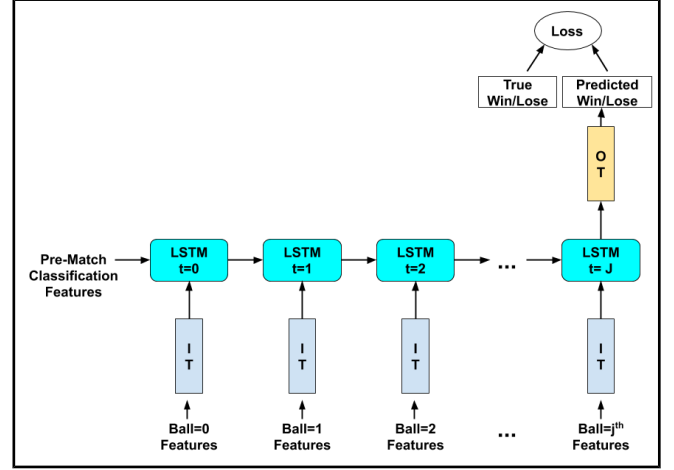 Loss
True
Win/Lose
Predicted
Win/Lose
O
T
Pre-Match
Classification
Features
LSTM
t=0
LSTM
t=1
LSTM
t=2
...
LSTM
t= J
I
T
I
T
I
T
I
T
Ball=0
Features
Ball=1
Features
Ball=2
Features
...
Ball=jth
Features